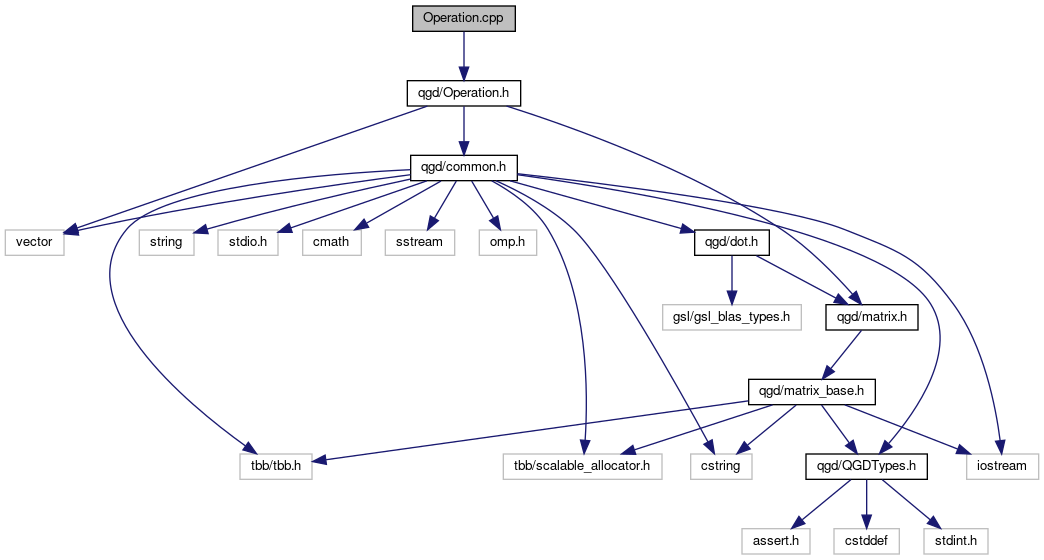 Operation.cpp
qgd/Operation.h
qgd/common.h
vector
string
stdio.h
cmath
sstream
omp.h
qgd/dot.h
gsl/gsl_blas_types.h
qgd/matrix.h
qgd/matrix_base.h
tbb/tbb.h
tbb/scalable_allocator.h
cstring
qgd/QGDTypes.h
iostream
assert.h
cstddef
stdint.h